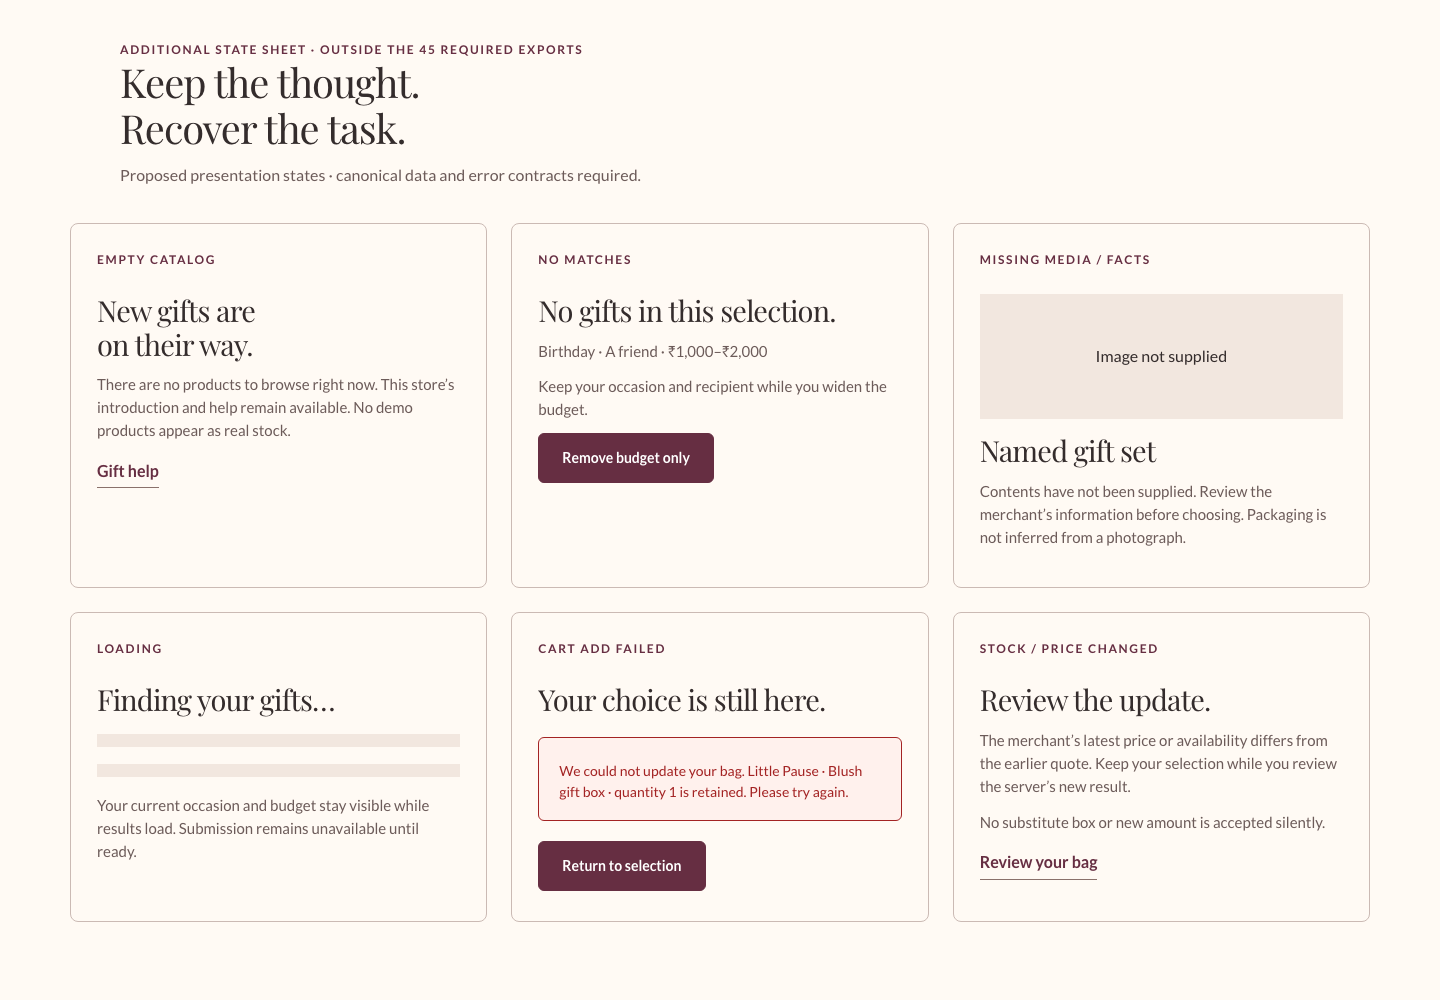 ADDITIONAL STATE SHEET · OUTSIDE THE 45 REQUIRED EXPORTS
Keep the thought.
Recover the task.
Proposed presentation states · canonical data and error contracts required.
EMPTY CATALOG
New gifts are
on their way.
There are no products to browse right now. This store’s
introduction and help remain available. No demo
products appear as real stock.
Gift help
NO MATCHES
No gifts in this selection.
Birthday · A friend · ₹1,000–₹2,000
Keep your occasion and recipient while you widen the
budget.
Remove budget only
MISSING MEDIA / FACTS
Image not supplied
Named gift set
Contents have not been supplied. Review the
merchant’s information before choosing. Packaging is
not inferred from a photograph.
LOADING
Finding your gifts…
Your current occasion and budget stay visible while
results load. Submission remains unavailable until
ready.
CART ADD FAILED
Your choice is still here.
We could not update your bag. Little Pause · Blush
gift box · quantity 1 is retained. Please try again.
Return to selection
STOCK / PRICE CHANGED
Review the update.
The merchant’s latest price or availability differs from
the earlier quote. Keep your selection while you review
the server’s new result.
No substitute box or new amount is accepted silently.
Review your bag